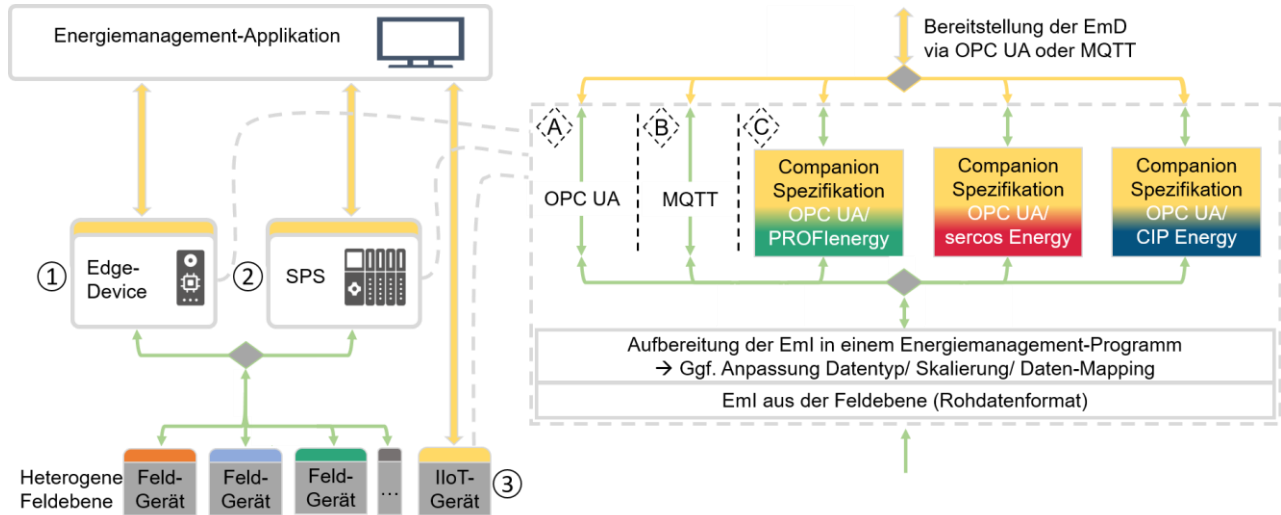 Energiemanagement-Applikation
① Edge-
Device
② SPS
Heterogene
Feldebene
Feld-
Gerät
Feld-
Gerät
Feld-
Gerät
...
IIoT-
Gerät
③
Bereitstellung der EmD
via OPC UA oder MQTT
A
B
C
OPC UA
MQTT
Companion
Spezifikation
OPC UA/
PROFIenergy
Companion
Spezifikation
OPC UA/
sercos Energy
Companion
Spezifikation
OPC UA/
CIP Energy
Aufbereitung der EmI in einem Energiemanagement-Programm
→ Ggf. Anpassung Datentyp/ Skalierung/ Daten-Mapping
EmI aus der Feldebene (Rohdatenformat)